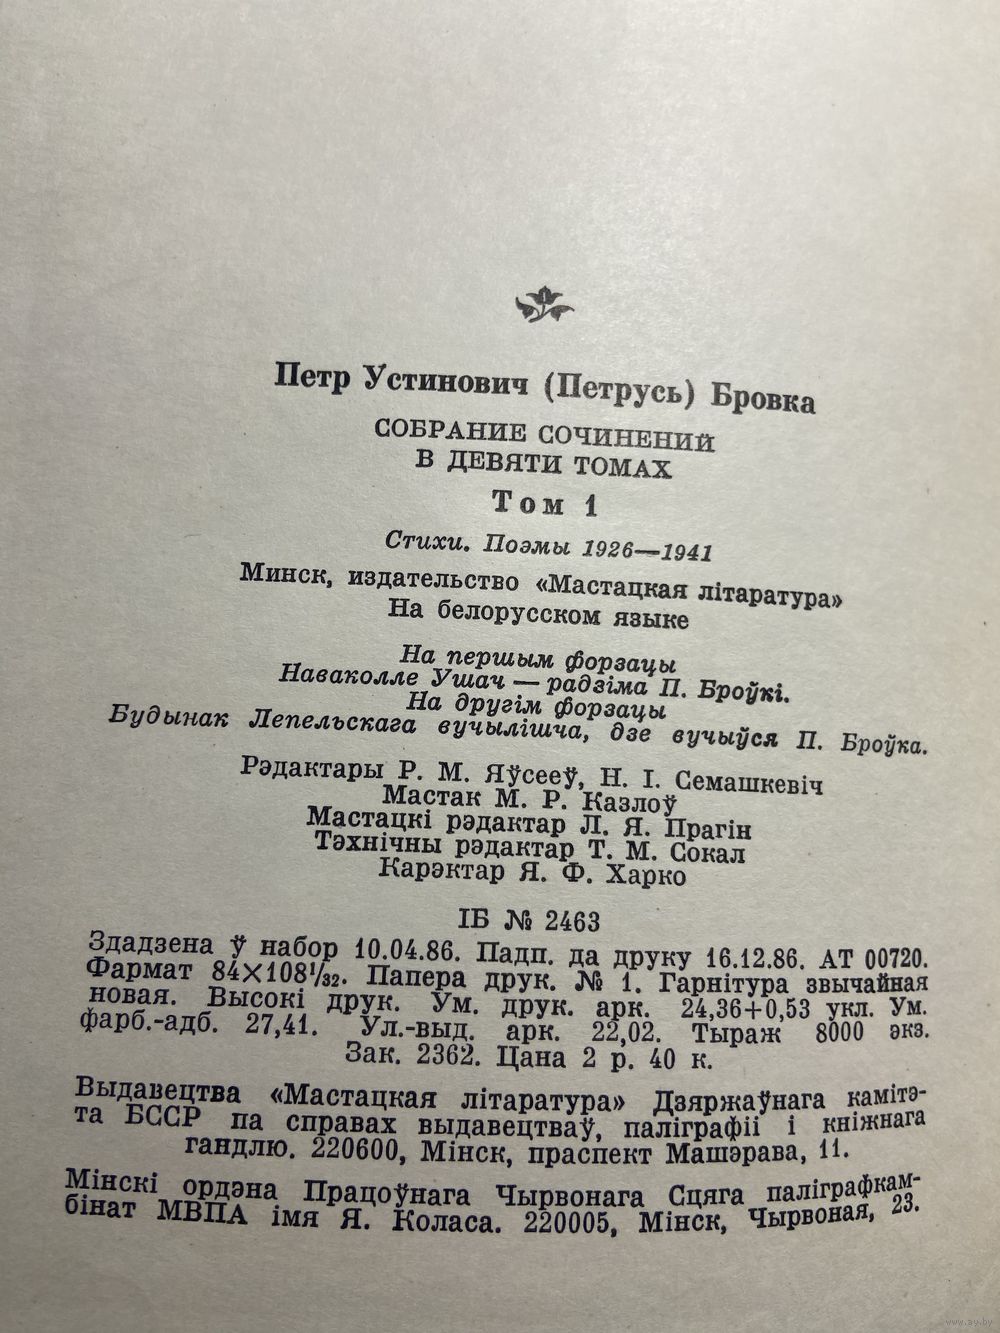 Петр Устинович (Петрусь) Бровка
СОБРАНИЕ СОЧИНЕНИЙ
В ДЕВЯТИ ТОМАХ
Том 1
Стихи. Поэмы 1926—1941
Минск, издательство «Мастацкая літаратура»
На белорусском языке
На першым форзацы
Наваколле Ушач — радзіма П. Броўкі.
На другім форзацы
Будынак Лепельскага вучылішча, дзе вучыўся П. Броўка.
Рэдактары Р. М. Яўсееў, Н. І. Семашкевіч
Мастак М. Р. Казлоў
Мастацкі рэдактар Л. Я. Прагін
Тэхнічны рэдактар Т. М. Сокал
Карэктар Я. Ф. Харко
ІБ № 2463
Здадзена ў набор 10.04.86. Падп. да друку 16.12.86. АТ 00720.
Фармат 84×108¹/₃₂. Папера друк. № 1. Гарнітура звычайная
новая. Высокі друк. Ум. друк. арк. 24,36+0,53 укл. Ум.
фарб.-адб. 27,41. Ул.-выд. арк. 22,02. Тыраж 8000 экз.
Зак. 2362. Цана 2 р. 40 к.
Выдавецтва «Мастацкая літаратура» Дзяржаўнага камітэ-
та БССР па справах выдавецтваў, паліграфіі і кніжнага
гандлю. 220600, Мінск, праспект Машэрава, 11.
Мінскі ордэна Працоўнага Чырвонага Сцяга паліграфкам-
бінат МВПА імя Я. Коласа. 220005, Мінск, Чырвоная, 23.
www.ay.by